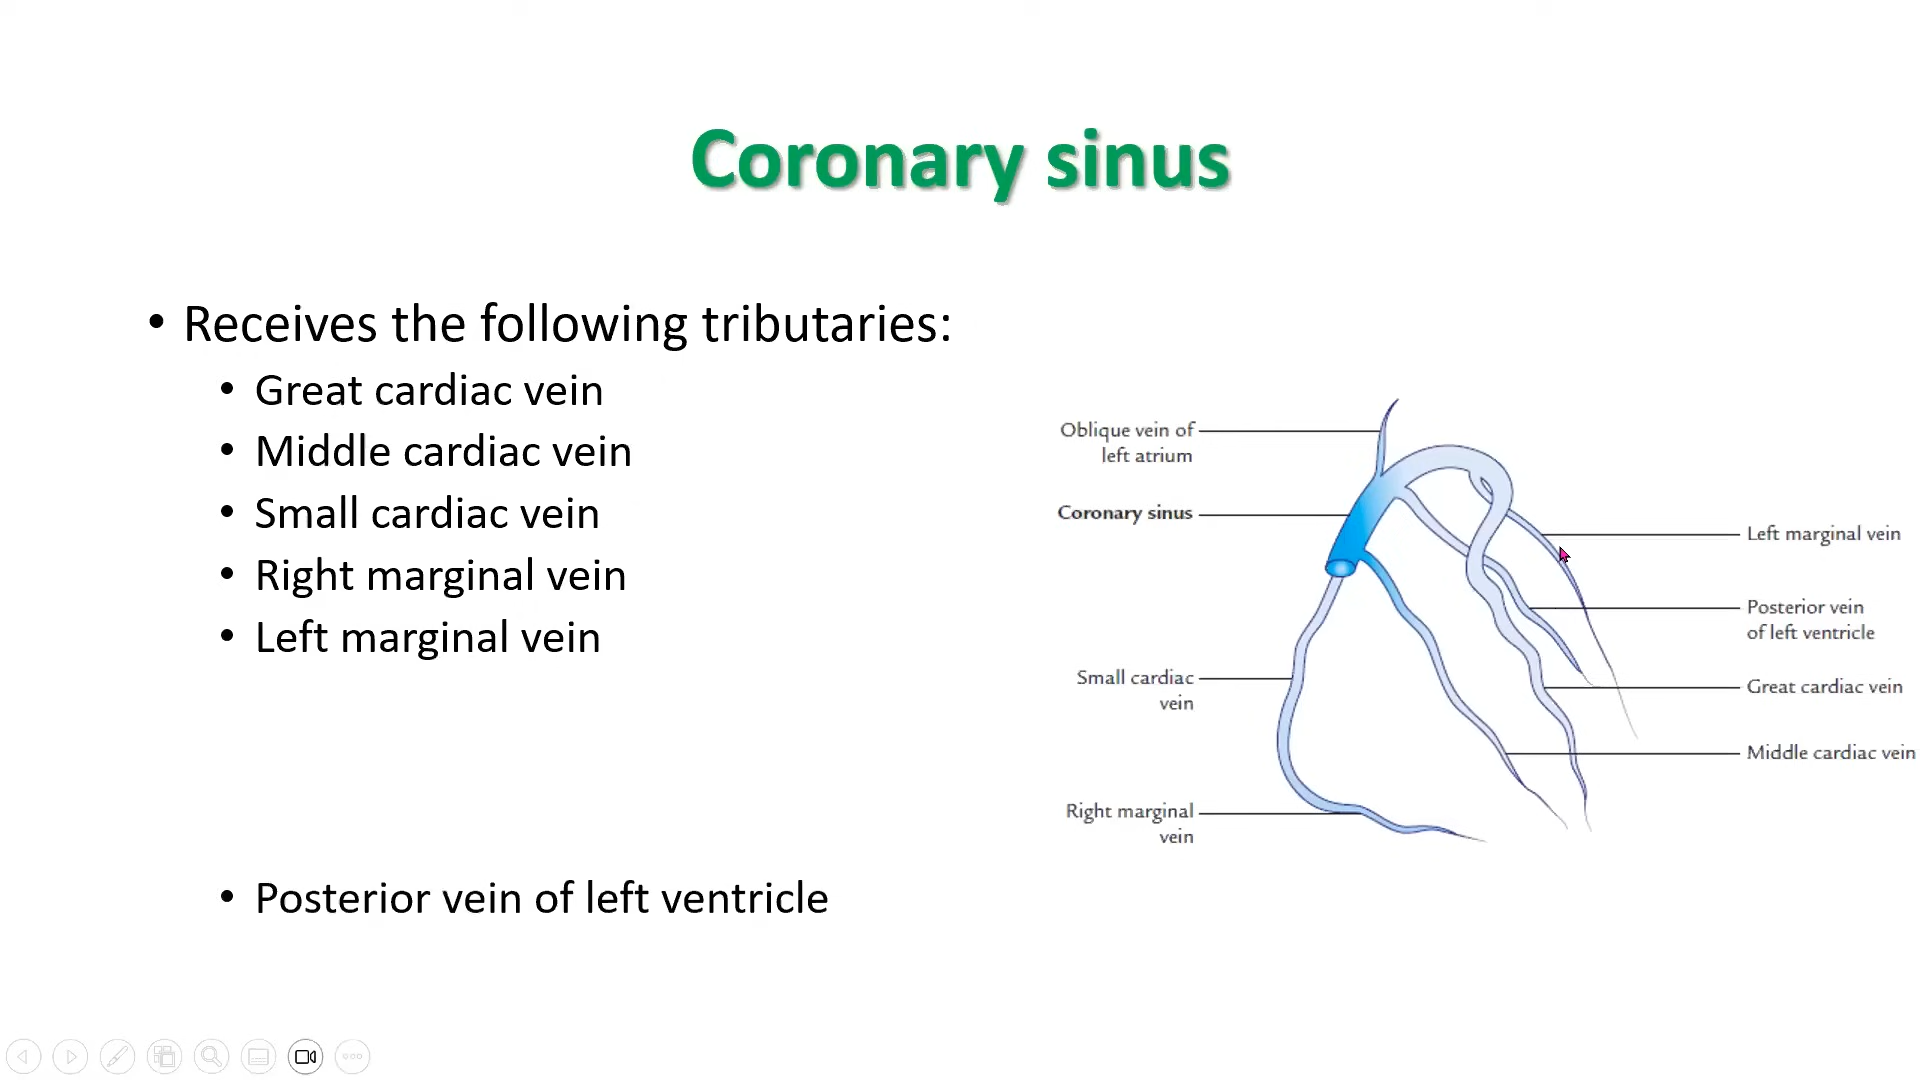 Coronary sinus
• Receives the following tributaries:
• Great cardiac vein
• Middle cardiac vein
• Small cardiac vein
• Right marginal vein
• Left marginal vein
• Posterior vein of left ventricle
Oblique vein of
left atrium
Coronary sinus
Small cardiac
vein
Right marginal
vein
Left marginal vein
Posterior vein
of left ventricle
Great cardiac vein
Middle cardiac vein